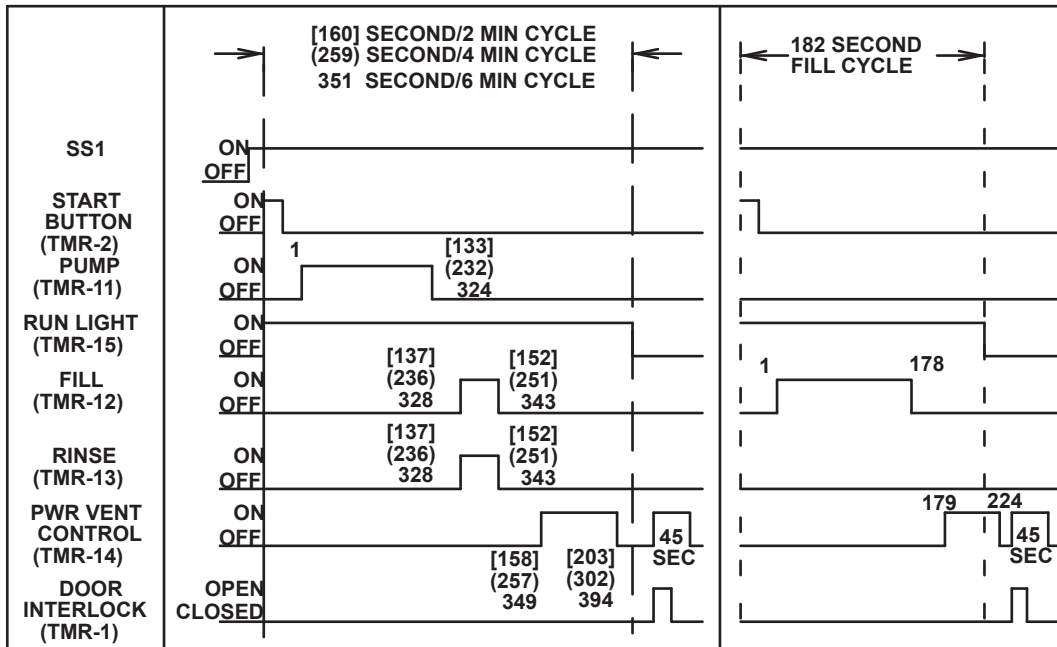 [160] SECOND/2 MIN CYCLE
(259) SECOND/4 MIN CYCLE
351 SECOND/6 MIN CYCLE
182 SECOND
FILL CYCLE
SS1
ON
OFF
START
BUTTON
(TMR-2)
ON
OFF
PUMP
(TMR-11)
ON
OFF
1
[133]
(232)
324
RUN LIGHT
(TMR-15)
ON
OFF
FILL
(TMR-12)
ON
OFF
[137]
(236)
328
[152]
(251)
343
1
178
RINSE
(TMR-13)
ON
OFF
[137]
(236)
328
[152]
(251)
343
PWR VENT
CONTROL
(TMR-14)
ON
OFF
[158]
(257)
349
[203]
(302)
394
45
SEC
179
224
45
SEC
DOOR
INTERLOCK
(TMR-1)
OPEN
CLOSED